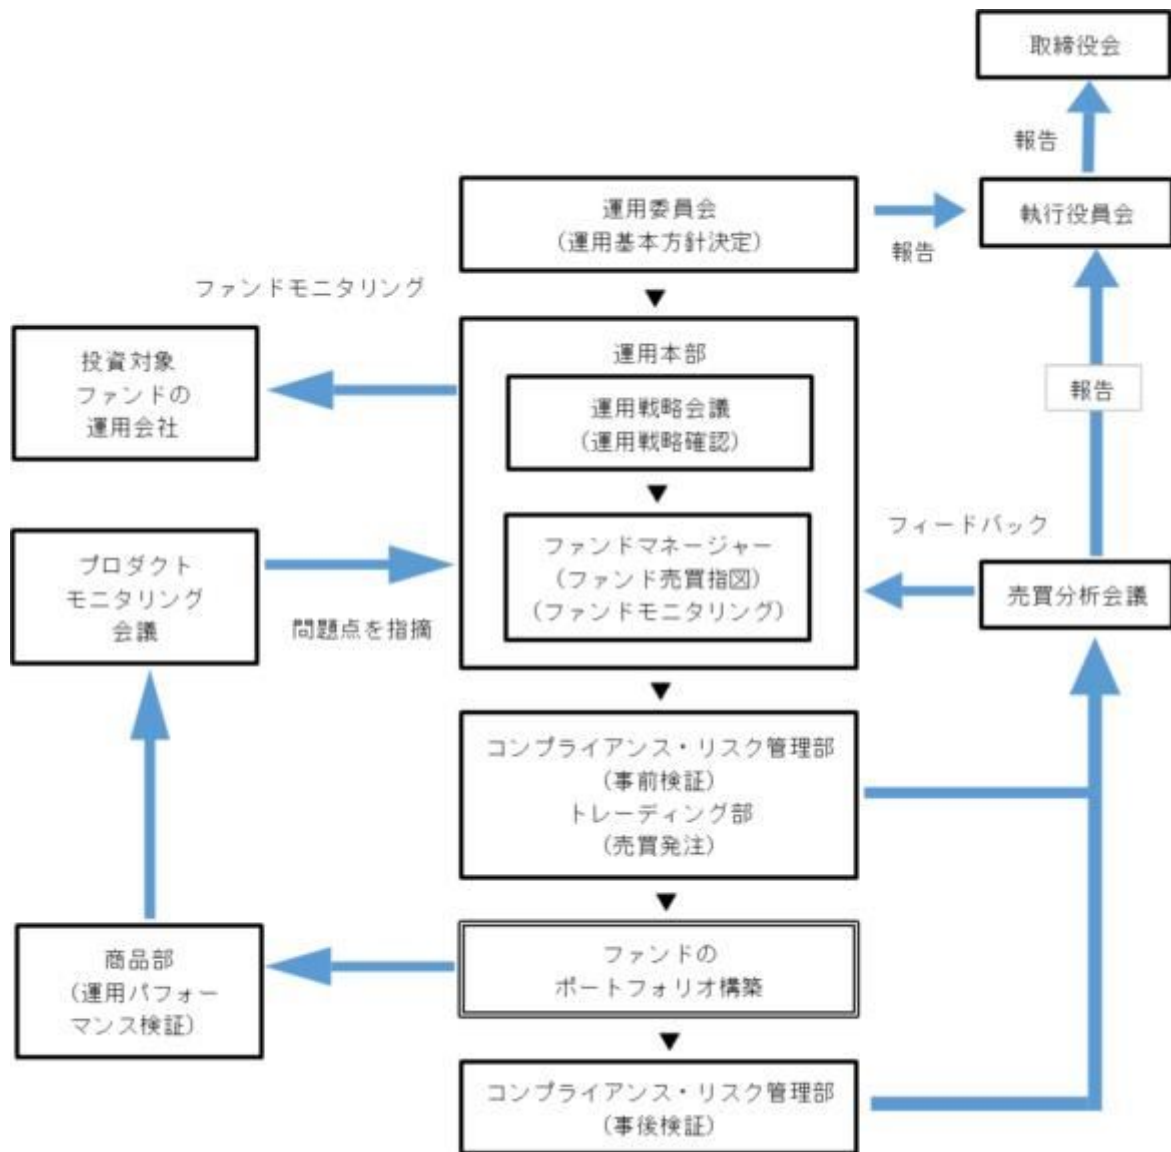 取締役会
報告
運用委員会
(運用基本方針決定)
執行役員会
報告
ファンドモニタリング
投資対象
ファンドの
運用会社
運用本部
運用戦略会議
(運用戦略確認)
報告
プロダクト
モニタリング
会議
問題点を指摘
ファンドマネージャー
(ファンド売買指図)
(ファンドモニタリング)
フィードバック
売買分析会議
コンプライアンス・リスク管理部
(事前検証)
トレーディング部
(売買発注)
商品部
(運用パフォー
マンス検証)
ファンドの
ポートフォリオ構築
コンプライアンス・リスク管理部
(事後検証)